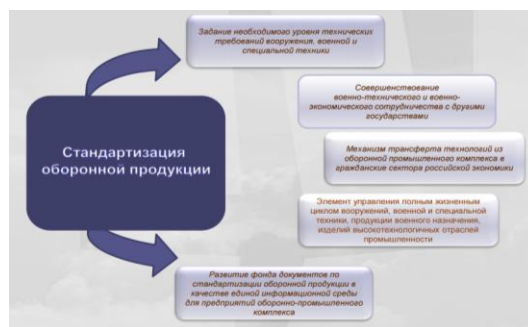 Задание необходимого уровня технических
требований вооружения, военной и
специальной техники
Стандартизация
оборонной продукции
Совершенствование
военно-технического и военно-
экономического сотрудничества с другими
государствами
Механизм трансферта технологий из
оборонной промышленного комплекса в
гражданские сектора российской экономики
Элемент управления полным жизненным
циклом вооружений, военной и специальной
техники, продукции военного назначения,
изделий высокотехнологичных отраслей
промышленности
Развитие фонда документов по
стандартизации оборонной продукции в
качестве единой информационной среды
для предприятий оборонно-промышленного
комплекса